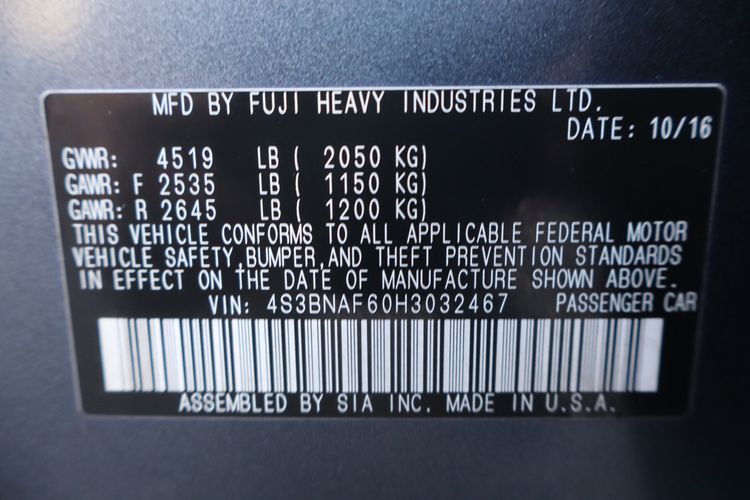 MFD BY FUJI HEAVY INDUSTRIES LTD.
DATE: 10/16
GVWR: 4519 LB ( 2050 KG)
GAWR: F 2535 LB ( 1150 KG)
GAWR: R 2645 LB ( 1200 KG)
THIS VEHICLE CONFORMS TO ALL APPLICABLE FEDERAL MOTOR
VEHICLE SAFETY,BUMPER,AND THEFT PREVENTION STANDARDS
IN EFFECT ON THE DATE OF MANUFACTURE SHOWN ABOVE.
VIN: 4S3BNAF60H3032467 PASSENGER CAR
ASSEMBLED BY SIA INC. MADE IN U.S.A.